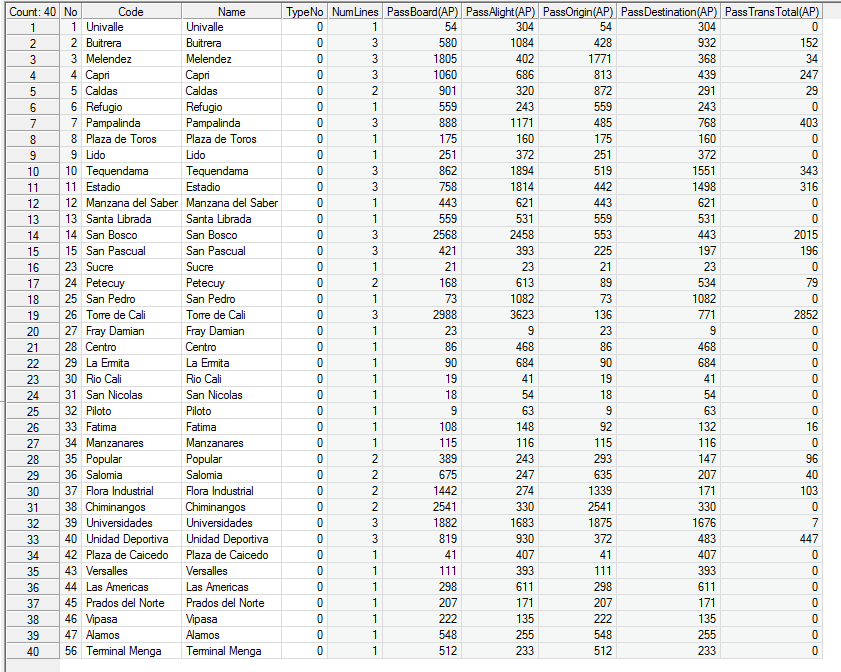 Count: 40 No Code Name TypeNo NumLines PassBoard(AP) PassAlight(AP) PassOrigin(AP) PassDestination(AP) PassTransTotal(AP)
1 1 Univalle Univalle 0 1 54 304 54 304 0
2 2 Buitrera Buitrera 0 3 580 1084 428 932 152
3 3 Melendez Melendez 0 3 1805 402 1771 368 34
4 4 Capri Capri 0 3 1060 686 813 439 247
5 5 Caldas Caldas 0 2 901 320 872 291 29
6 6 Refugio Refugio 0 1 559 243 559 243 0
7 7 Pampalinda Pampalinda 0 3 888 1171 485 768 403
8 8 Plaza de Toros Plaza de Toros 0 1 175 160 175 160 0
9 9 Lido Lido 0 1 251 372 251 372 0
10 10 Tequendama Tequendama 0 3 862 1894 519 1551 343
11 11 Estadio Estadio 0 3 758 1814 442 1498 316
12 12 Manzana del Saber Manzana del Saber 0 1 443 621 443 621 0
13 13 Santa Librada Santa Librada 0 1 559 531 559 531 0
14 14 San Bosco San Bosco 0 3 2568 2458 553 443 2015
15 15 San Pascual San Pascual 0 3 421 393 225 197 196
16 23 Sucre Sucre 0 1 21 23 21 23 0
17 24 Petecuy Petecuy 0 2 168 613 89 534 79
18 25 San Pedro San Pedro 0 1 73 1082 73 1082 0
19 26 Torre de Cali Torre de Cali 0 3 2988 3623 136 771 2852
20 27 Fray Damian Fray Damian 0 1 23 9 23 9 0
21 28 Centro Centro 0 1 86 468 86 468 0
22 29 La Ermita La Ermita 0 1 90 684 90 684 0
23 30 Rio Cali Rio Cali 0 1 19 41 19 41 0
24 31 San Nicolas San Nicolas 0 1 18 54 18 54 0
25 32 Piloto Piloto 0 1 9 63 9 63 0
26 33 Fatima Fatima 0 2 108 148 92 132 16
27 34 Manzanares Manzanares 0 1 115 116 115 116 0
28 35 Popular Popular 0 2 389 243 293 147 96
29 36 Salomia Salomia 0 2 675 247 635 207 40
30 37 Flora Industrial Flora Industrial 0 2 1442 274 1339 171 103
31 38 Chiminangos Chiminangos 0 2 2541 330 2541 330 0
32 39 Universidades Universidades 0 3 1882 1683 1875 1676 7
33 40 Unidad Deportiva Unidad Deportiva 0 3 819 930 372 483 447
34 42 Plaza de Caicedo Plaza de Caicedo 0 1 41 407 41 407 0
35 43 Versalles Versalles 0 1 111 393 111 393 0
36 44 Las Americas Las Americas 0 1 298 611 298 611 0
37 45 Prados del Norte Prados del Norte 0 1 207 171 207 171 0
38 46 Vipasa Vipasa 0 1 222 135 222 135 0
39 47 Alamos Alamos 0 1 548 255 548 255 0
40 56 Terminal Menga Terminal Menga 0 1 512 233 512 233 0